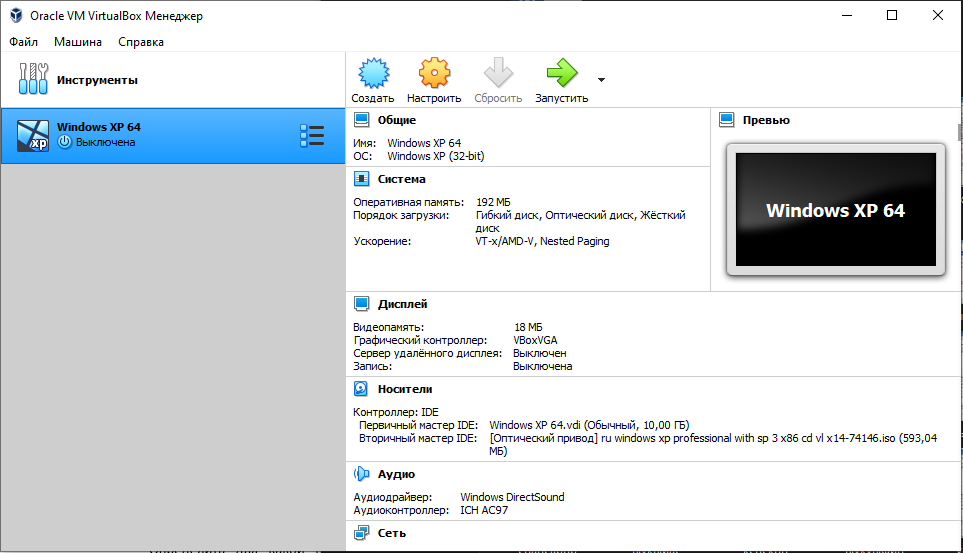 Oracle VM VirtualBox Менеджер
Файл Машина Справка
Инструменты
Создать Настроить Сбросить Запустить
Windows XP 64
Выключена
xp
Общие
Имя: Windows XP 64
ОС: Windows XP (32-bit)
Превью
Windows XP 64
Система
Оперативная память: 192 МБ
Порядок загрузки: Гибкий диск, Оптический диск, Жёсткий
диск
Ускорение: VT-x/AMD-V, Nested Paging
Дисплей
Видеопамять: 18 МБ
Графический контроллер: VBoxVGA
Сервер удалённого дисплея: Выключен
Запись: Выключена
Носители
Контроллер: IDE
Первичный мастер IDE: Windows XP 64.vdi (Обычный, 10,00 ГБ)
Вторичный мастер IDE: [Оптический привод] ru windows xp professional with sp 3 x86 cd vl x14-74146.iso (593,04
МБ)
Аудио
Аудиодрайвер: Windows DirectSound
Аудиоконтроллер: ICH AC97
Сеть